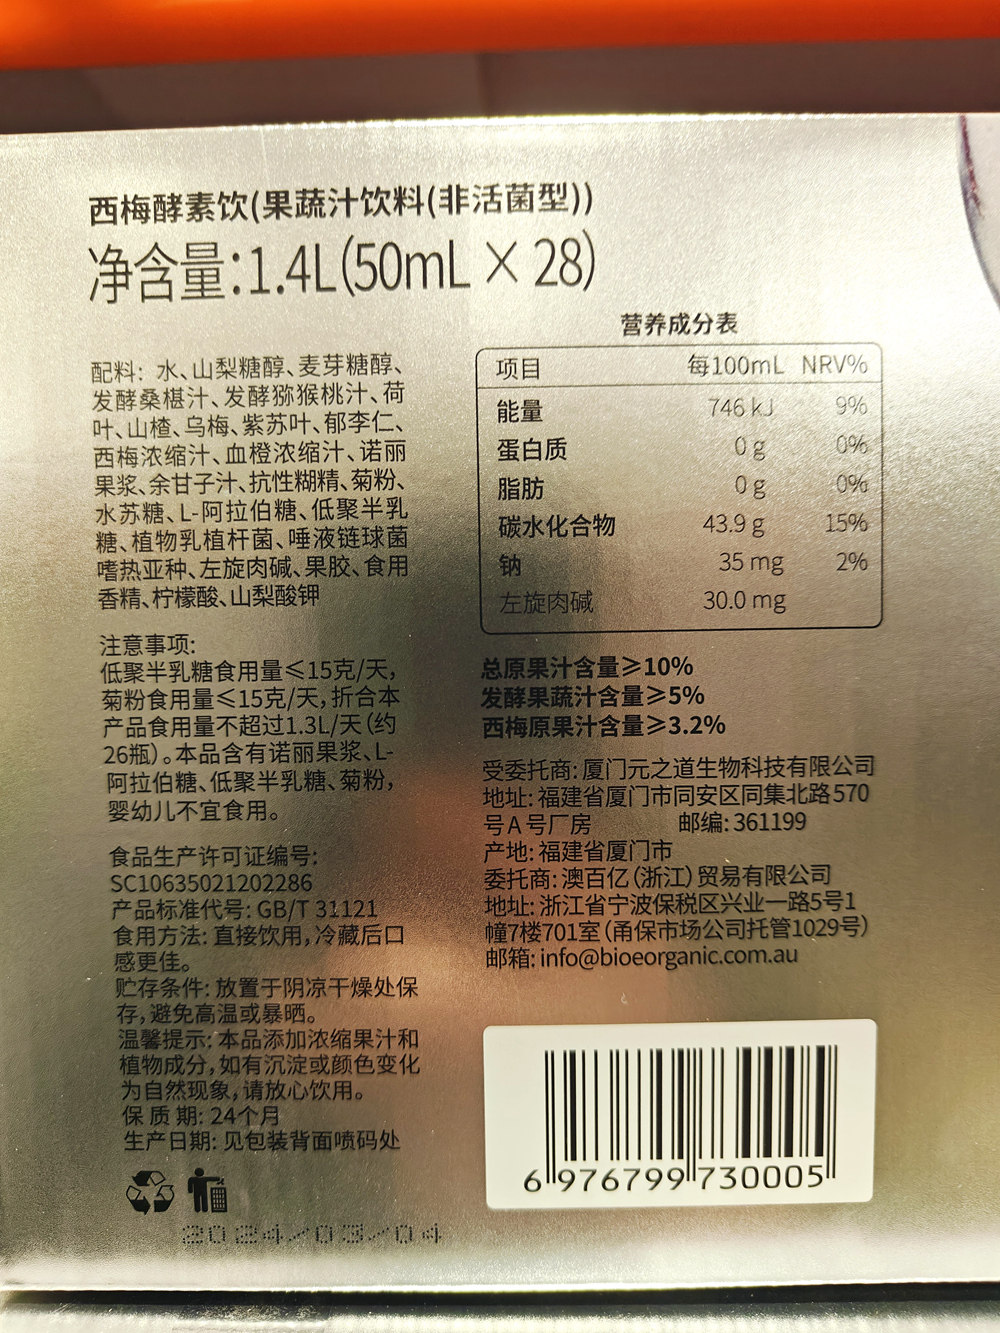 西梅酵素饮(果蔬汁饮料(非活菌型))
净含量:1.4L(50mL×28)
配料: 水、山梨糖醇、麦芽糖醇、
发酵桑椹汁、发酵猕猴桃汁、荷
叶、山楂、乌梅、紫苏叶、郁李仁、
西梅浓缩汁、血橙浓缩汁、诺丽
果浆、余甘子汁、抗性糊精、菊粉、
水苏糖、L-阿拉伯糖、低聚半乳
糖、植物乳植杆菌、唾液链球菌
嗜热亚种、左旋肉碱、果胶、食用
香精、柠檬酸、山梨酸钾
注意事项:
低聚半乳糖食用量≤15克/天,
菊粉食用量≤15克/天,折合本
产品食用量不超过1.3L/天(约
26瓶)。本品含有诺丽果浆、L-
阿拉伯糖、低聚半乳糖、菊粉,
婴幼儿不宜食用。
食品生产许可证编号:
SC10635021202286
产品标准代号: GB/T 31121
食用方法: 直接饮用,冷藏后口
感更佳。
贮存条件: 放置于阴凉干燥处保
存,避免高温或暴晒。
温馨提示: 本品添加浓缩果汁和
植物成分,如有沉淀或颜色变化
为自然现象,请放心饮用。
保质期: 24个月
生产日期: 见包装背面喷码处
2024/03/04
营养成分表
项目 每100mL NRV%
能量 746 kJ 9%
蛋白质 0 g 0%
脂肪 0 g 0%
碳水化合物 43.9 g 15%
钠 35 mg 2%
左旋肉碱 30.0 mg
总原果汁含量≥10%
发酵果蔬汁含量≥5%
西梅原果汁含量≥3.2%
受委托商: 厦门元之道生物科技有限公司
地址: 福建省厦门市同安区同集北路570
号A号厂房 邮编: 361199
产地: 福建省厦门市
委托商: 澳百亿(浙江)贸易有限公司
地址: 浙江省宁波保税区兴业一路5号1
幢7楼701室(甬保市场公司托管1029号)
邮箱: info@bioeorganic.com.au
6 976799 730005